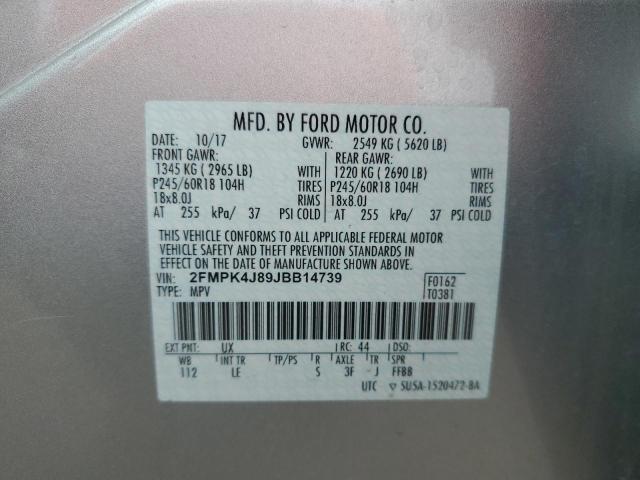 MFD. BY FORD MOTOR CO.
DATE: 10/17 GVWR: 2549 KG ( 5620 LB)
FRONT GAWR: REAR GAWR:
1345 KG ( 2965 LB) WITH 1220 KG ( 2690 LB) WITH
P245/60R18 104H TIRES P245/60R18 104H TIRES
18x8.0J RIMS 18x8.0J RIMS
AT 255 kPa/ 37 PSI COLD AT 255 kPa/ 37 PSI COLD
THIS VEHICLE CONFORMS TO ALL APPLICABLE FEDERAL MOTOR
VEHICLE SAFETY AND THEFT PREVENTION STANDARDS IN
EFFECT ON THE DATE OF MANUFACTURE SHOWN ABOVE.
VIN: 2FMPK4J89JBB14739 F0162
TYPE: MPV T0381
EXT PNT: UX RC: 44 DSO:
WB INT TR TP/PS R AXLE TR SPR
112 LE S 3F J FFBB
UTC ▽ SU5A-1520472-BA